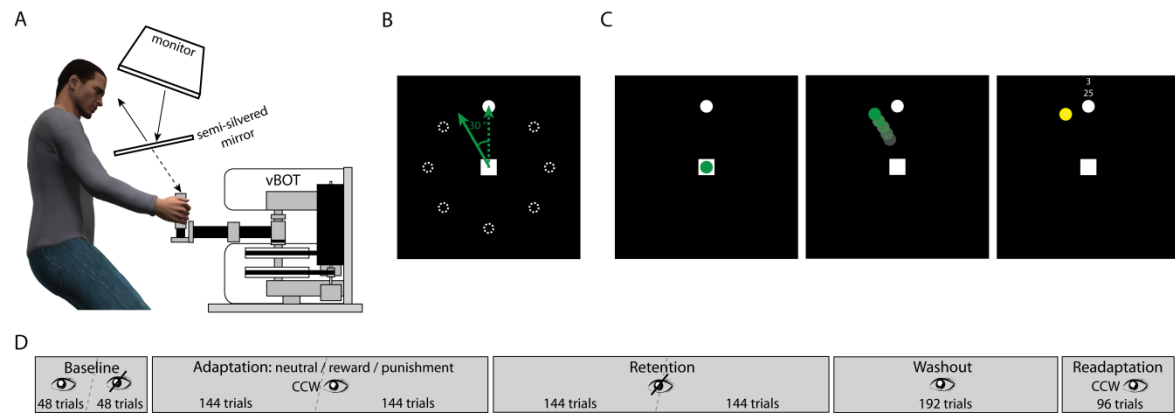 A
monitor
semi-silvered
mirror
vBOT
B
30°
C
3
25
D
Baseline
48 trials
48 trials
Adaptation: neutral / reward / punishment
CCW
144 trials
144 trials
Retention
144 trials
144 trials
Washout
192 trials
Readaptation
CCW
96 trials